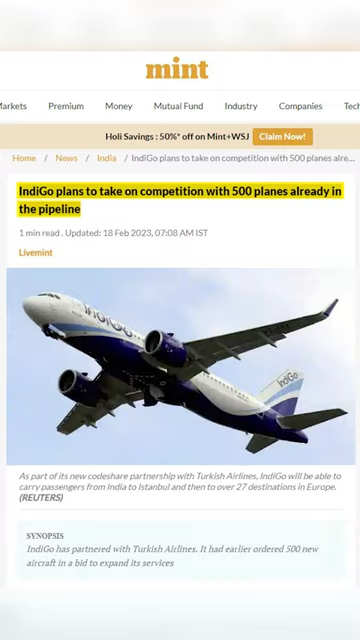 mint
Markets Premium Money Mutual Fund Industry Companies Tech
Holi Savings : 50%* off on Mint+WSJ Claim Now!
Home / News / India / IndiGo plans to take on competition with 500 planes alre...
IndiGo plans to take on competition with 500 planes already in
the pipeline
1 min read . Updated: 18 Feb 2023, 07:08 AM IST
Livemint
IndiGo
IndiGo
As part of its new codeshare partnership with Turkish Airlines, IndiGo will be able to
carry passengers from India to Istanbul and then to over 27 destinations in Europe.
(REUTERS)
SYNOPSIS
IndiGo has partnered with Turkish Airlines. It had earlier ordered 500 new
aircraft in a bid to expand its services